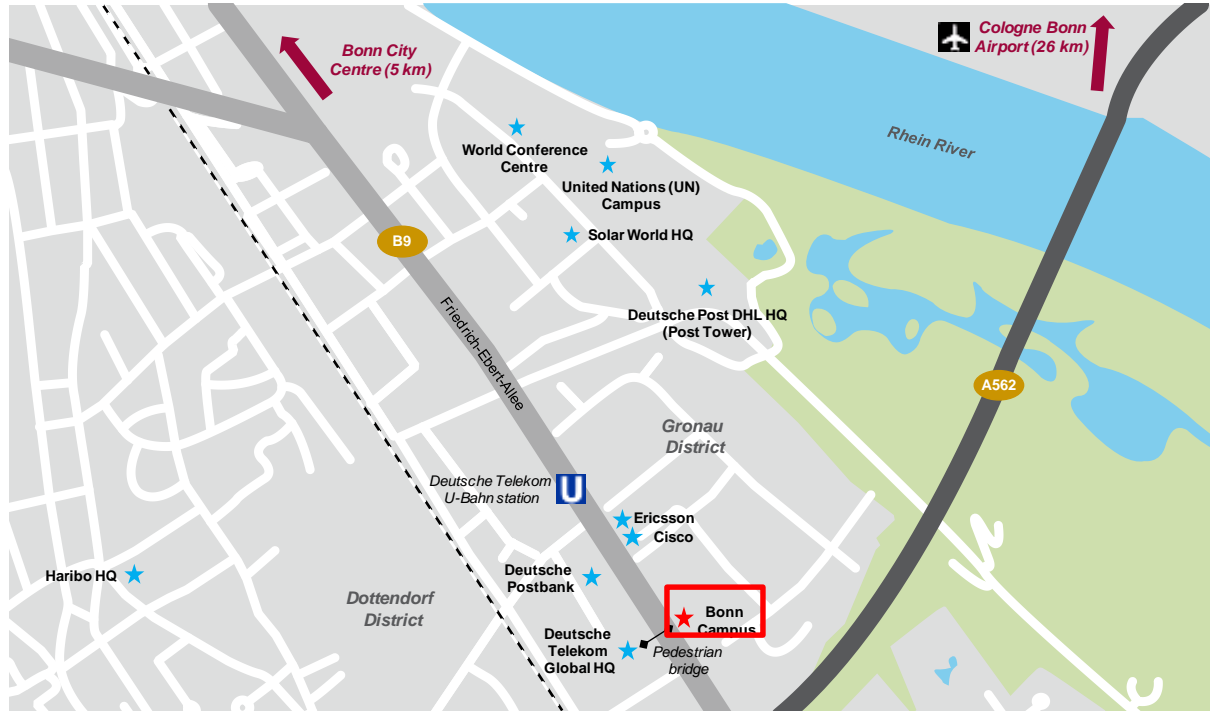 Bonn City
Centre (5 km)
Cologne Bonn
Airport (26 km)
World Conference
Centre
Rhein River
United Nations (UN)
Campus
B9
Solar World HQ
Deutsche Post DHL HQ
(Post Tower)
Friedrich-Ebert-Allee
A562
Gronau
District
Deutsche Telekom
U-Bahn station
U
Ericsson
Cisco
Haribo HQ
Deutsche
Postbank
Dottendorf
District
Bonn
Campus
Deutsche
Telekom
Global HQ
Pedestrian
bridge